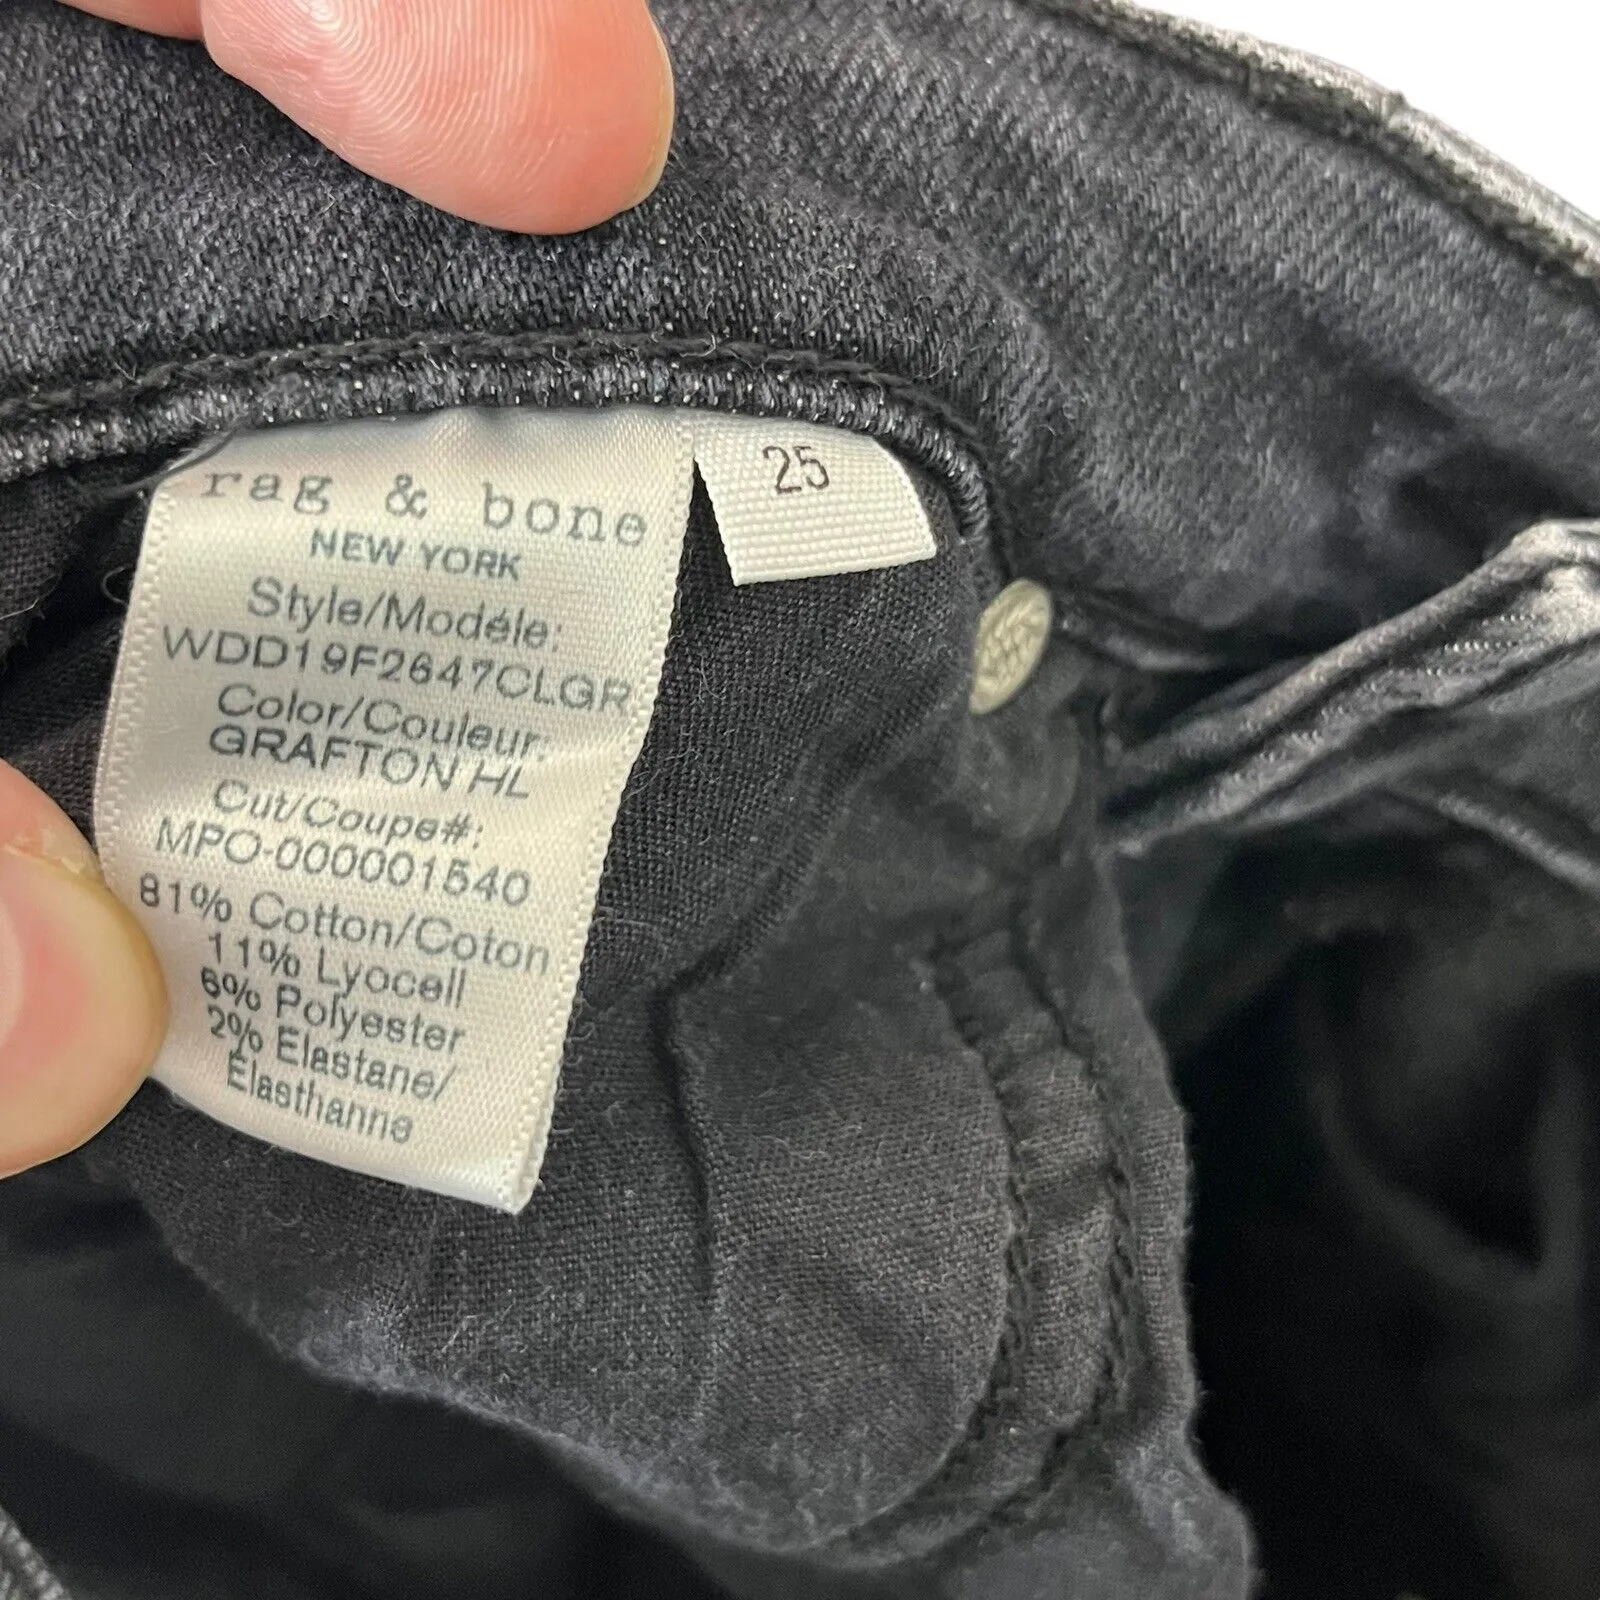 rag & bone
NEW YORK
Style/Modéle:
WDD19F2647CLGR
Color/Couleur:
GRAFTON HL
Cut/Coupe#:
MPO-000001540
81% Cotton/Coton
11% Lyocell
6% Polyester
2% Elastane/
Elasthanne
25